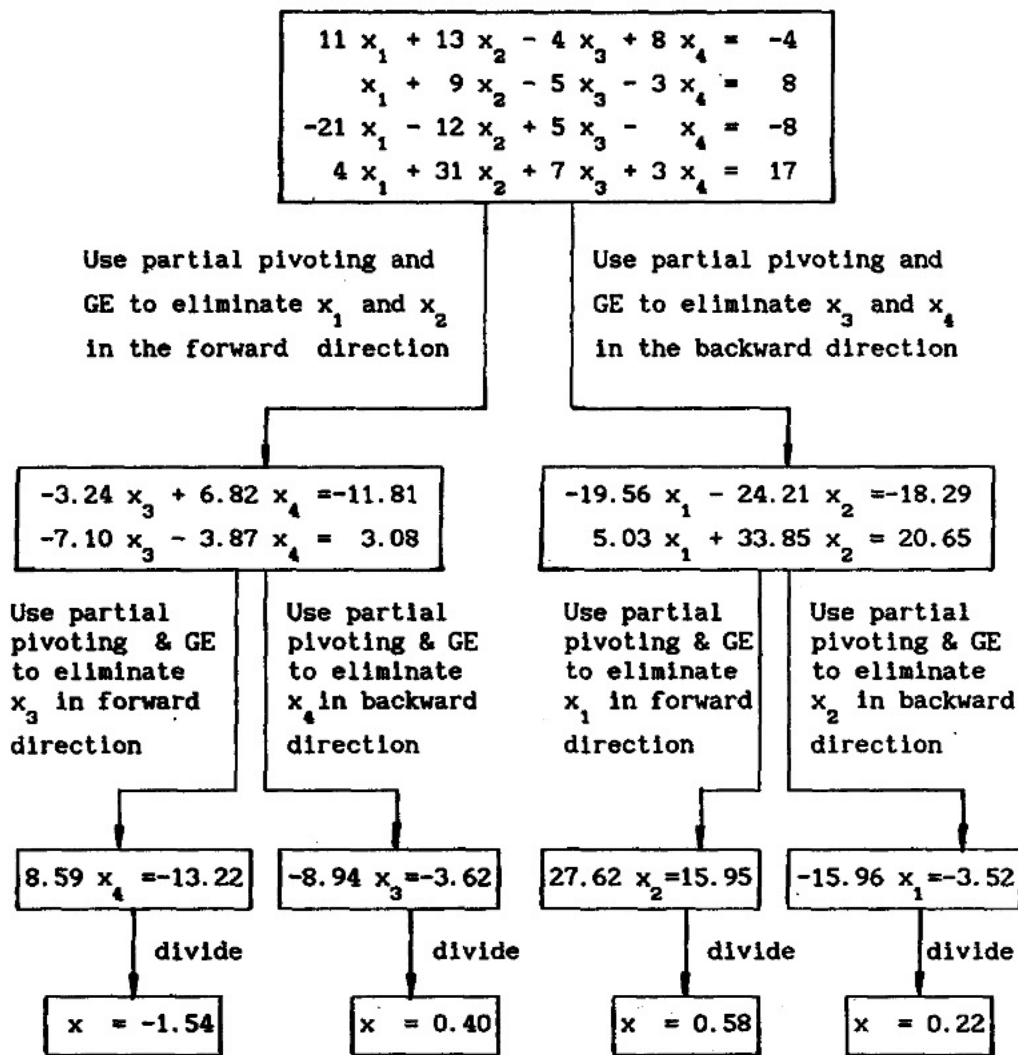 11 x₁ + 13 x₂ - 4 x₃ + 8 x₄ = -4
x₁ + 9 x₂ - 5 x₃ - 3 x₄ = 8
-21 x₁ - 12 x₂ + 5 x₃ - x₄ = -8
4 x₁ + 31 x₂ + 7 x₃ + 3 x₄ = 17
Use partial pivoting and
GE to eliminate x₁ and x₂
in the forward direction
Use partial pivoting and
GE to eliminate x₃ and x₄
in the backward direction
-3.24 x₃ + 6.82 x₄ =-11.81
-7.10 x₃ - 3.87 x₄ = 3.08
-19.56 x₁ - 24.21 x₂ =-18.29
5.03 x₁ + 33.85 x₂ = 20.65
Use partial
pivoting & GE
to eliminate
x₃ in forward
direction
Use partial
pivoting & GE
to eliminate
x₄ in backward
direction
Use partial
pivoting & GE
to eliminate
x₁ in forward
direction
Use partial
pivoting & GE
to eliminate
x₂ in backward
direction
8.59 x₄ =-13.22
-8.94 x₃=-3.62
27.62 x₂=15.95
-15.96 x₁=-3.52
divide
divide
divide
divide
x = -1.54
x = 0.40
x = 0.58
x = 0.22